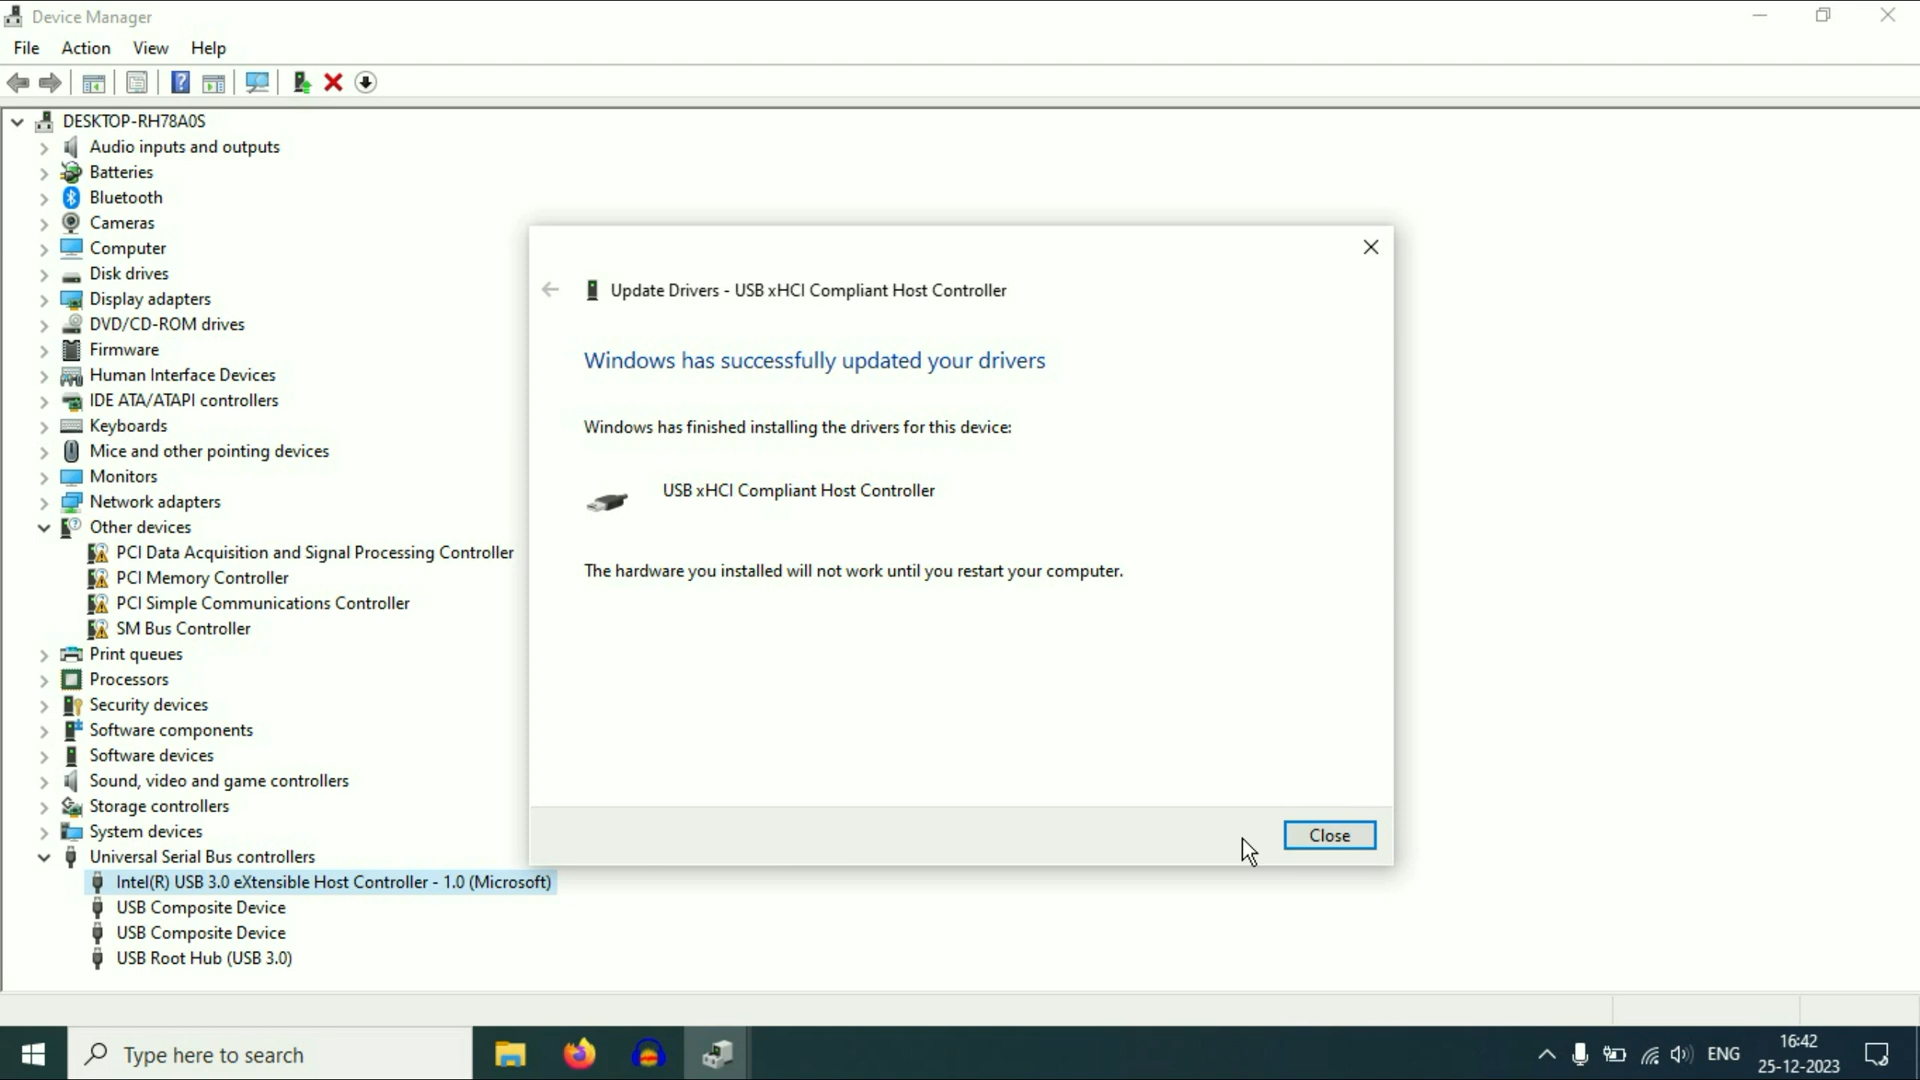 Device Manager
File Action View Help
DESKTOP-RH78A0S
Audio inputs and outputs
Batteries
Bluetooth
Cameras
Computer
Disk drives
Display adapters
DVD/CD-ROM drives
Firmware
Human Interface Devices
IDE ATA/ATAPI controllers
Keyboards
Mice and other pointing devices
Monitors
Network adapters
Other devices
PCI Data Acquisition and Signal Processing Controller
PCI Memory Controller
PCI Simple Communications Controller
SM Bus Controller
Print queues
Processors
Security devices
Software components
Software devices
Sound, video and game controllers
Storage controllers
System devices
Universal Serial Bus controllers
Intel(R) USB 3.0 eXtensible Host Controller - 1.0 (Microsoft)
USB Composite Device
USB Composite Device
USB Root Hub (USB 3.0)
Update Drivers - USB xHCI Compliant Host Controller
Windows has successfully updated your drivers
Windows has finished installing the drivers for this device:
USB xHCI Compliant Host Controller
The hardware you installed will not work until you restart your computer.
Close
Type here to search
ENG
16:42
25-12-2023